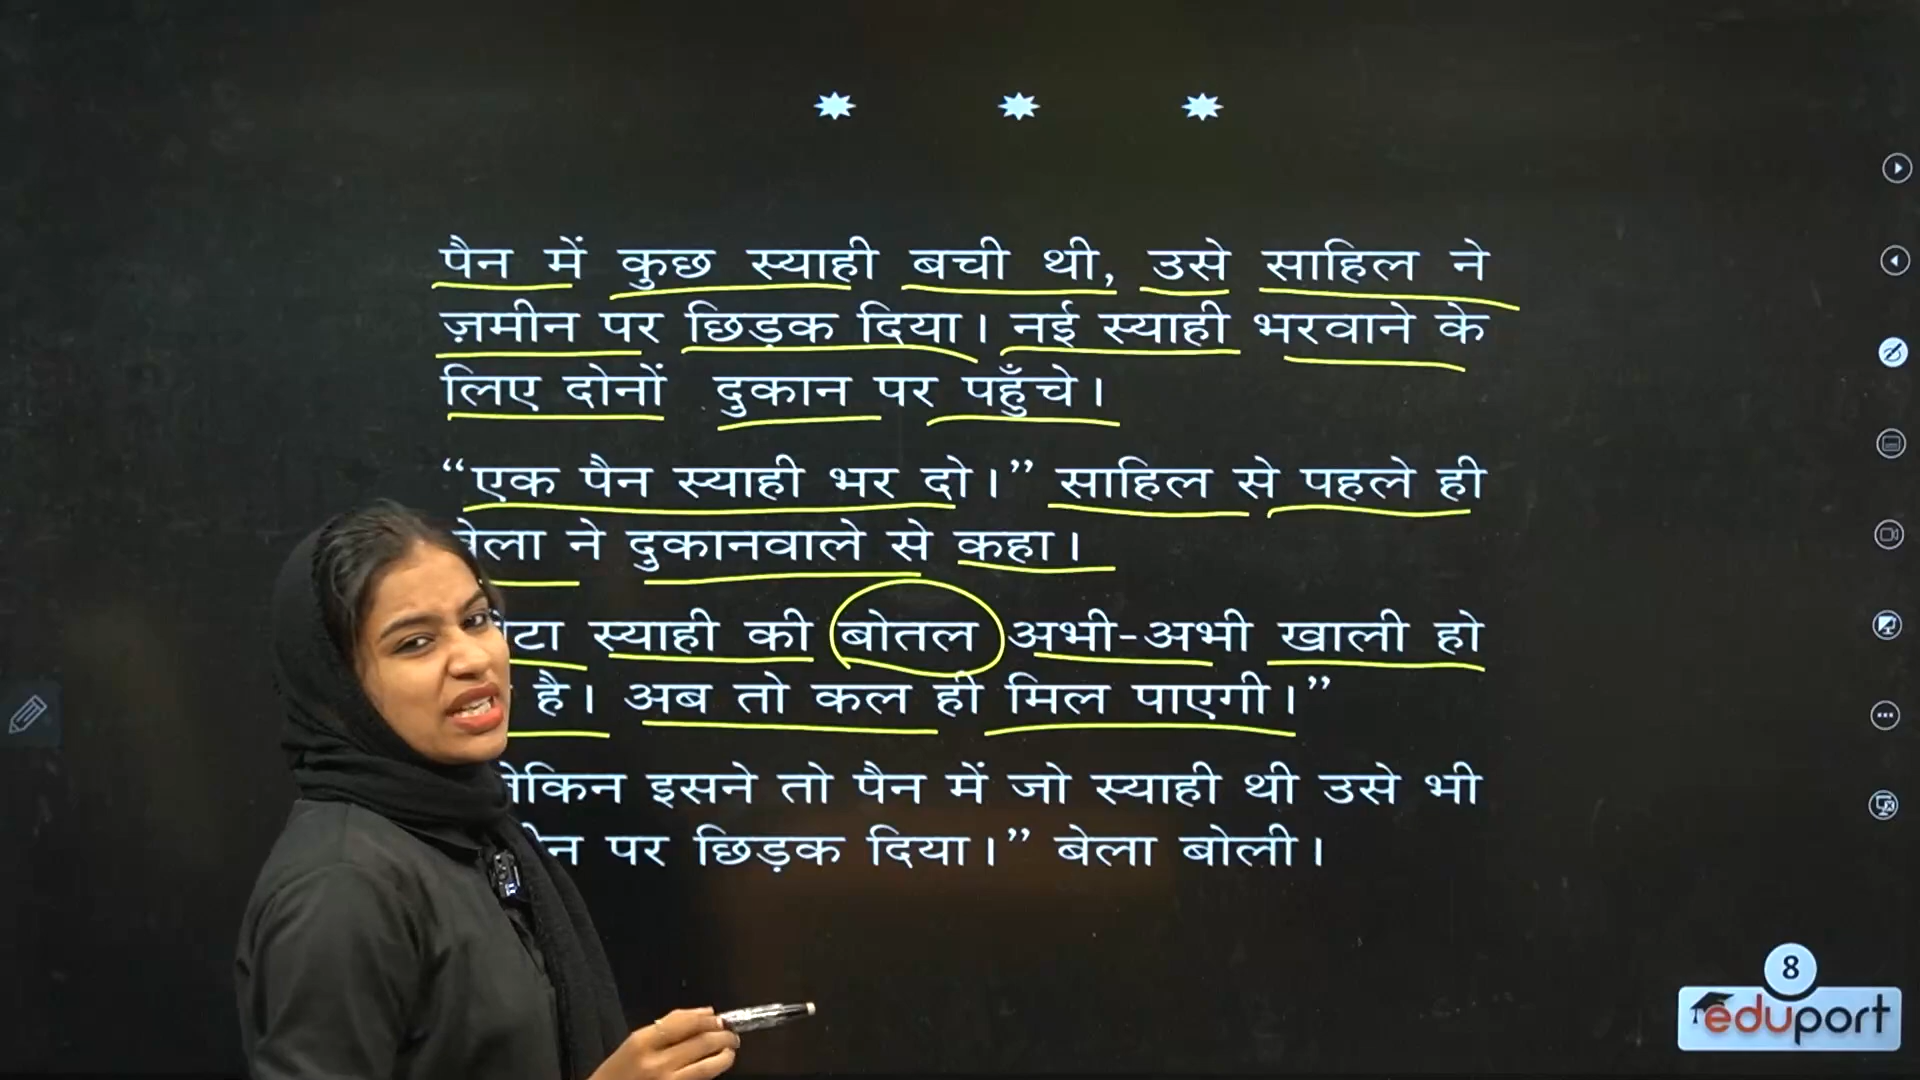 पैन में कुछ स्याही बची थी, उसे साहिल ने
ज़मीन पर छिड़क दिया। नई स्याही भरवाने के
लिए दोनों दुकान पर पहुँचे।
“एक पैन स्याही भर दो।” साहिल से पहले ही
ने दुकानवाले से कहा।
स्याही की बोतल अभी-अभी खाली हो
है। अब तो कल ही मिल पाएगी।”
इसने तो पैन में जो स्याही थी उसे भी
पर छिड़क दिया।” बेला बोली।
8
eduport